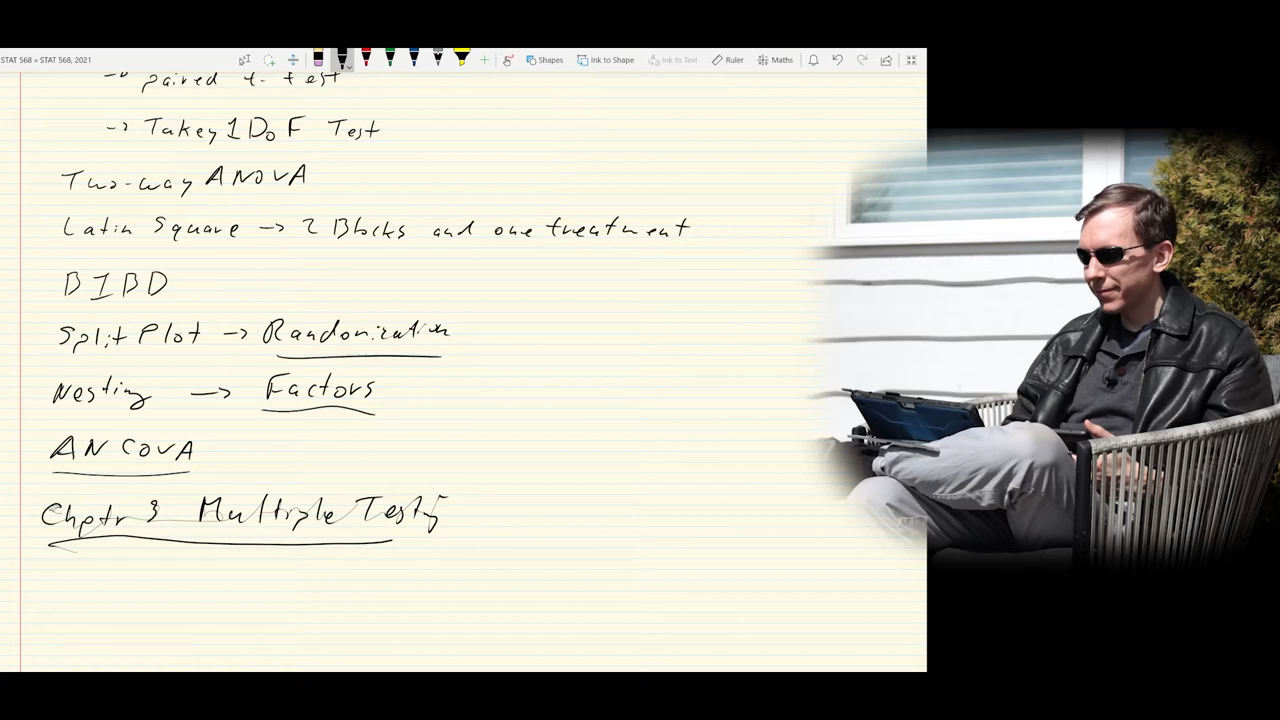 STAT 568 » STAT 568, 2021
Shapes Ink to Shape Ink to Text Ruler Maths
→ paired t-test
→ Takey 1 DoF Test
Two-way ANOVA
Latin Square → 2 Blocks and one treatment
BIBD
Split Plot → Randomization
Nesting → Factors
ANCOVA
Chptr 3 Multiple Testing